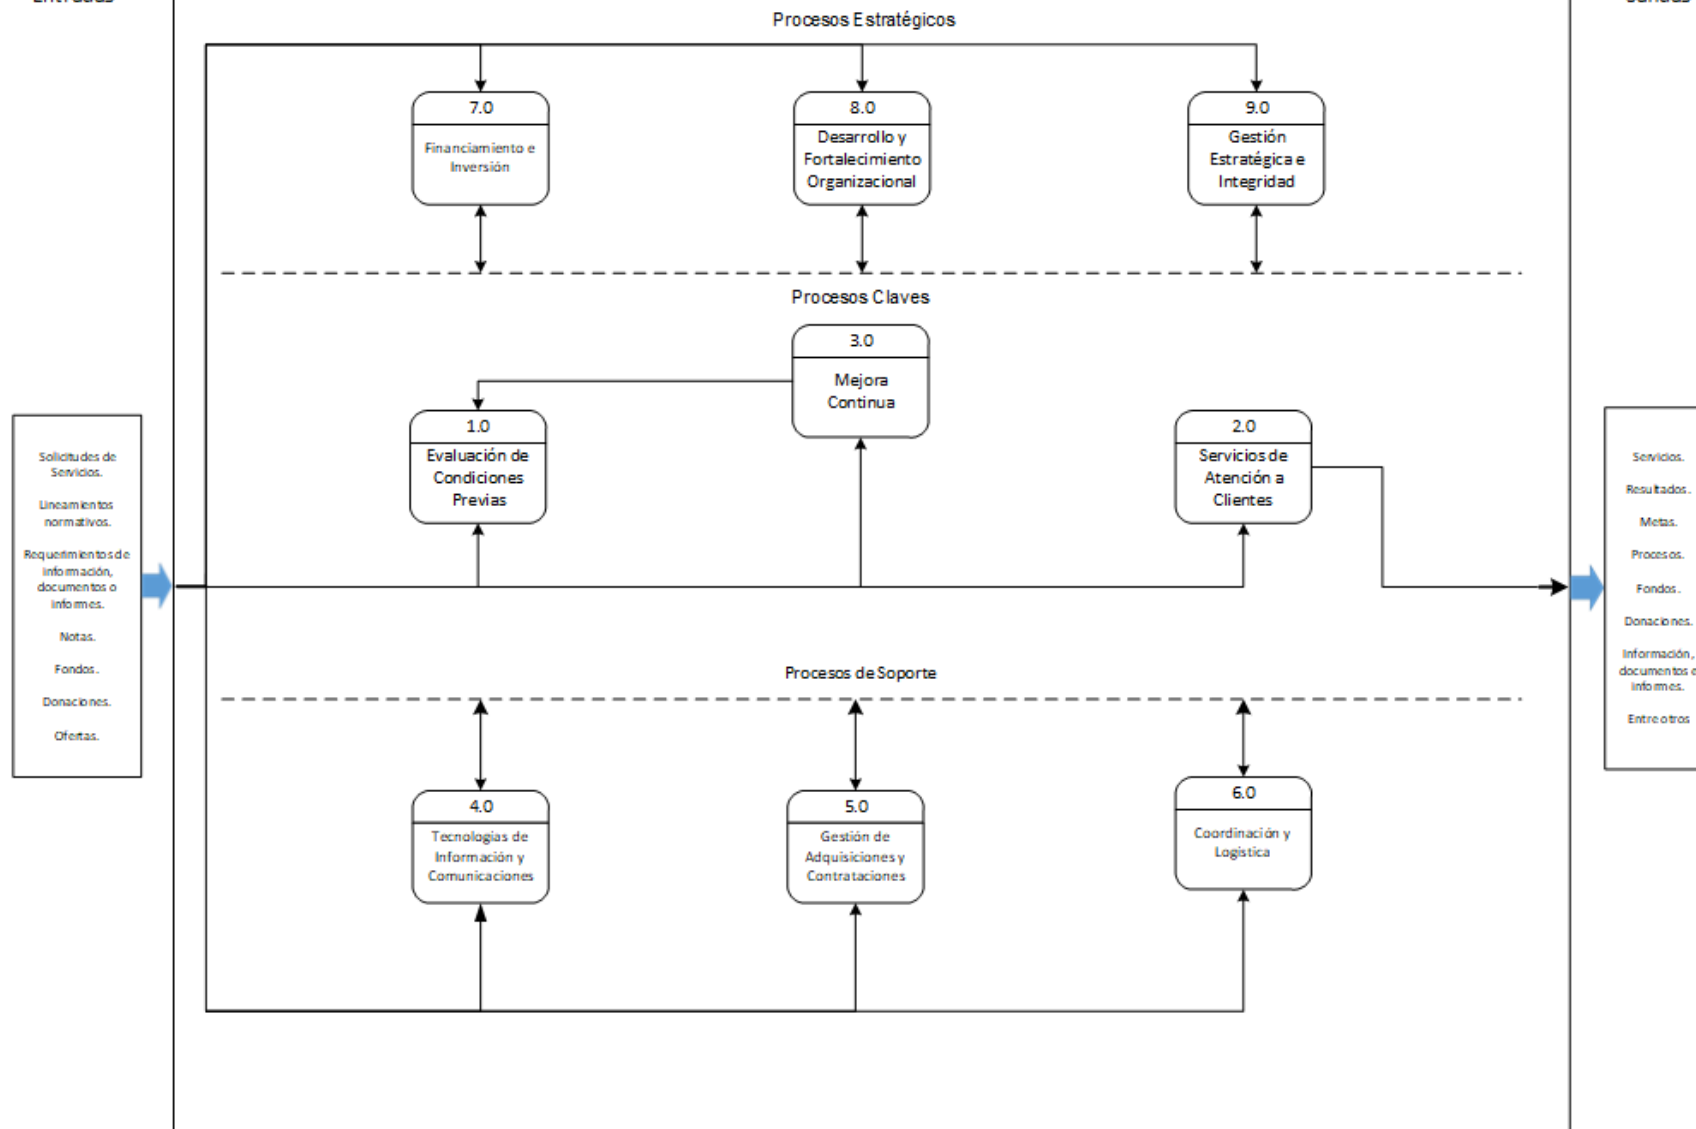 Procesos Estratégicos
7.0
Financiamiento e
Inversión
8.0
Desarrollo y
Fortalecimiento
Organizacional
9.0
Gestión
Estratégica e
Integridad
Procesos Claves
3.0
Mejora
Continua
1.0
Evaluación de
Condiciones
Previas
2.0
Servicios de
Atención a
Clientes
Solicitudes de
Servicios.
Lineamientos
normativos.
Requerimientos de
información,
documentos o
informes.
Notas.
Fondos.
Donaciones.
Ofertas.
Servicios.
Resultados.
Metas.
Procesos.
Fondos.
Donaciones.
Información,
documentos e
informes.
Entre otros
Procesos de Soporte
4.0
Tecnologías de
Información y
Comunicaciones
5.0
Gestión de
Adquisiciones y
Contrataciones
6.0
Coordinación y
Logística